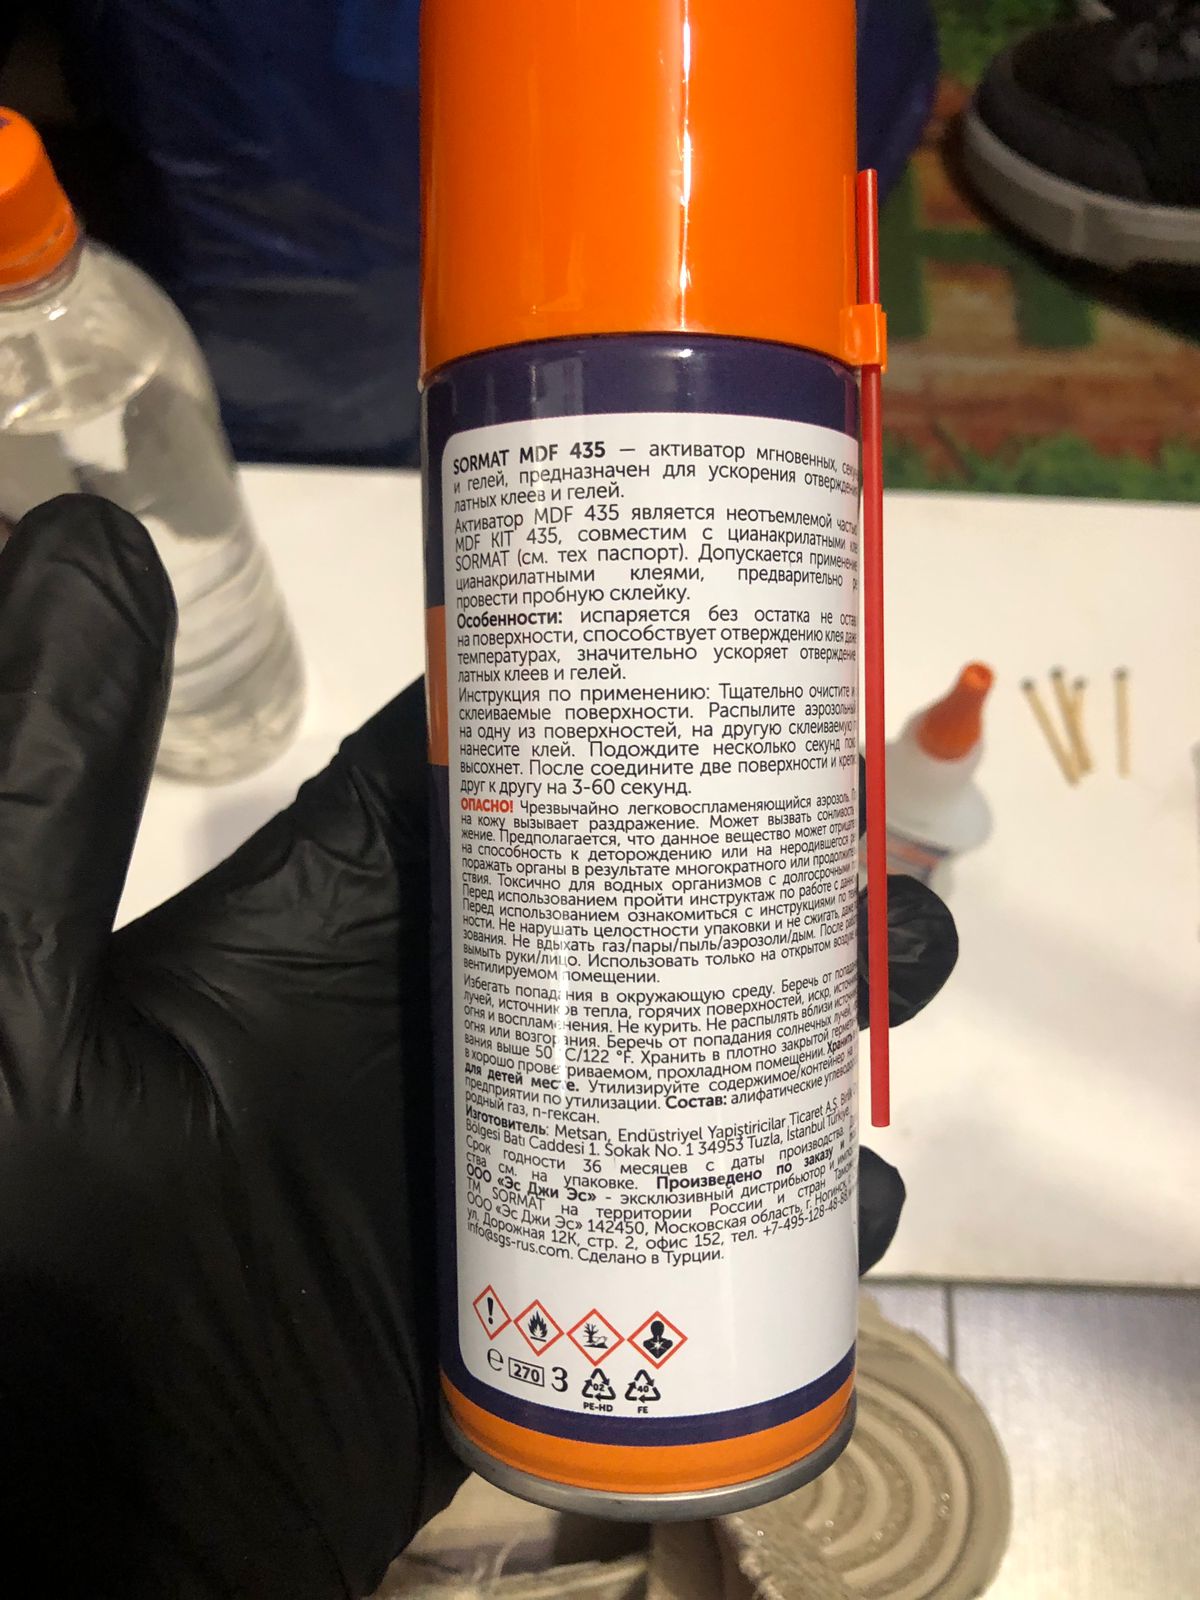 SORMAT MDF 435 — активатор мгновенных,
и гелей, предназначен для ускорения
латных клеев и гелей.
Активатор MDF 435 является неотъемлемой
MDF KIT 435, совместим с цианакрилатными
SORMAT (см. тех паспорт). Допускается
цианакрилатными клеями, предварительно
провести пробную склейку.
Особенности: испаряется без остатка не
на поверхности, способствует отверждению клея
температурах, значительно ускоряет
латных клеев и гелей.
Инструкция по применению: Тщательно очистите
склеиваемые поверхности. Распылите
на одну из поверхностей, на другую
нанесите клей. Подождите несколько секунд
высохнет. После соедините две поверхности и
друг к другу на 3-60 секунд.
ОПАСНО! Чрезвычайно легковоспламеняющийся аэрозоль.
на кожу вызывает раздражение. Может вызвать
жение. Предполагается, что данное вещество может
на способность к деторождению или на неродившегося
поражать органы в результате многократного или
ствия. Токсично для водных организмов с долгосрочными
Перед использованием пройти инструктаж по работе с
Перед использованием ознакомиться с инструкциями по
ности. Не нарушать целостности упаковки и не сжигать,
зования. Не вдыхать газ/пары/пыль/аэрозоли/дым. После
вымыть руки/лицо. Использовать только на открытом воздухе
вентилируемом помещении.
Избегать попадания в окружающую среду. Беречь от
лучей, источников тепла, горячих поверхностей, искр,
огня и воспламенения. Не курить. Не распылять вблизи
огня или возгорания. Беречь от попадания солнечных лучей,
вания выше 50 °C/122 °F. Хранить в плотно закрытой
в хорошо проветриваемом, прохладном помещении. Хранить
для детей месте. Утилизируйте содержимое/контейнер на
предприятии по утилизации. Состав: алифатические
родный газ, n-гексан.
Изготовитель: Metsan, Endüstriyel Yapistiricilar Ticaret A.Ş. Birlik
Bölgesi Batı Caddesi 1. Sokak No. 1 34953 Tuzla, İstanbul Türkiye
Срок годности 36 месяцев с даты производства.
ства см. на упаковке. Произведено по заказу
ООО «Эс Джи Эс» - эксклюзивный дистрибьютор и
ТМ SORMAT на территории России и стран
ООО «Эс Джи Эс» 142450, Московская область, г. Ногинск,
ул. Дорожная 12К, стр. 2, офис 152, тел. +7-495-128-48-88
info@sgs-rus.com. Сделано в Турции.
e 270 3 02 40
PE-HD FE